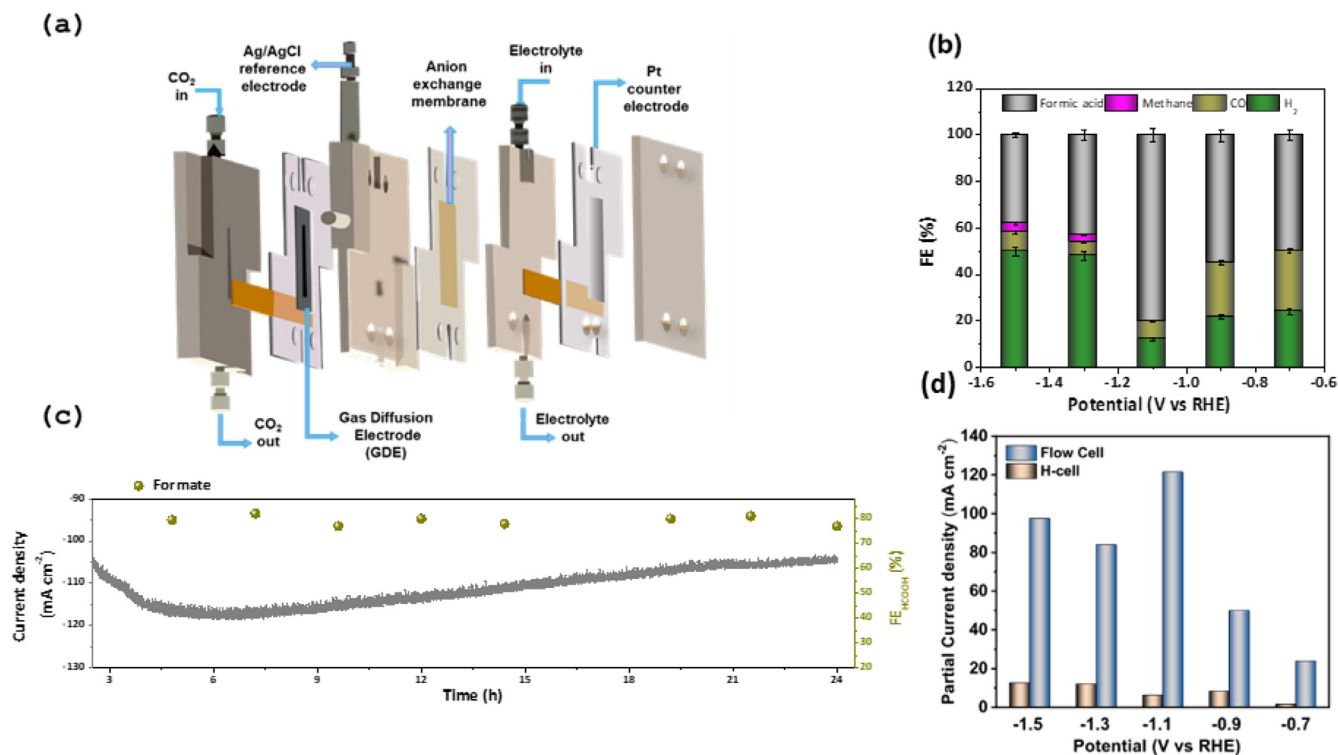 (a)
CO2
in
Ag/AgCl
reference
electrode
Anion
exchange
membrane
Electrolyte
in
Pt
counter
electrode
CO2
out
Gas Diffusion
Electrode
(GDE)
Electrolyte
out
(b)
FE (%)
120
100
80
60
40
20
0
Formic acid
Methane
CO
H2
-1.6
-1.4
-1.2
-1.0
-0.8
-0.6
Potential (V vs RHE)
(c)
Formate
Current density
(mA cm-2)
-90
-100
-110
-120
-130
80
70
60
50
40
30
20
FE HCOOH (%)
3
6
9
12
15
18
21
24
Time (h)
(d)
Partial Current density (mA cm-2)
140
120
100
80
60
40
20
0
Flow Cell
H-cell
-1.5
-1.3
-1.1
-0.9
-0.7
Potential (V vs RHE)